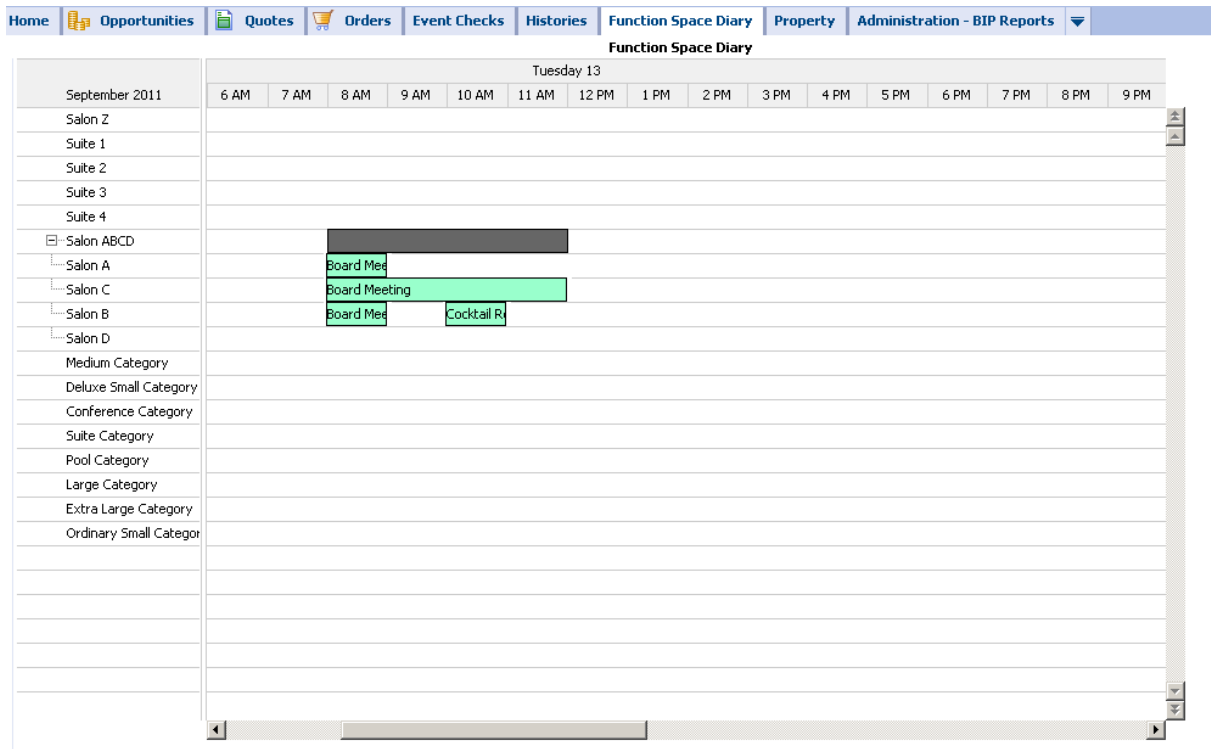 Home Opportunities Quotes Orders Event Checks Histories Function Space Diary Property Administration - BIP Reports
Function Space Diary
Tuesday 13
September 2011 6 AM 7 AM 8 AM 9 AM 10 AM 11 AM 12 PM 1 PM 2 PM 3 PM 4 PM 5 PM 6 PM 7 PM 8 PM 9 PM
Salon Z
Suite 1
Suite 2
Suite 3
Suite 4
Salon ABCD
Salon A Board Mee
Salon C Board Meeting
Salon B Board Mee Cocktail R
Salon D
Medium Category
Deluxe Small Category
Conference Category
Suite Category
Pool Category
Large Category
Extra Large Category
Ordinary Small Categor